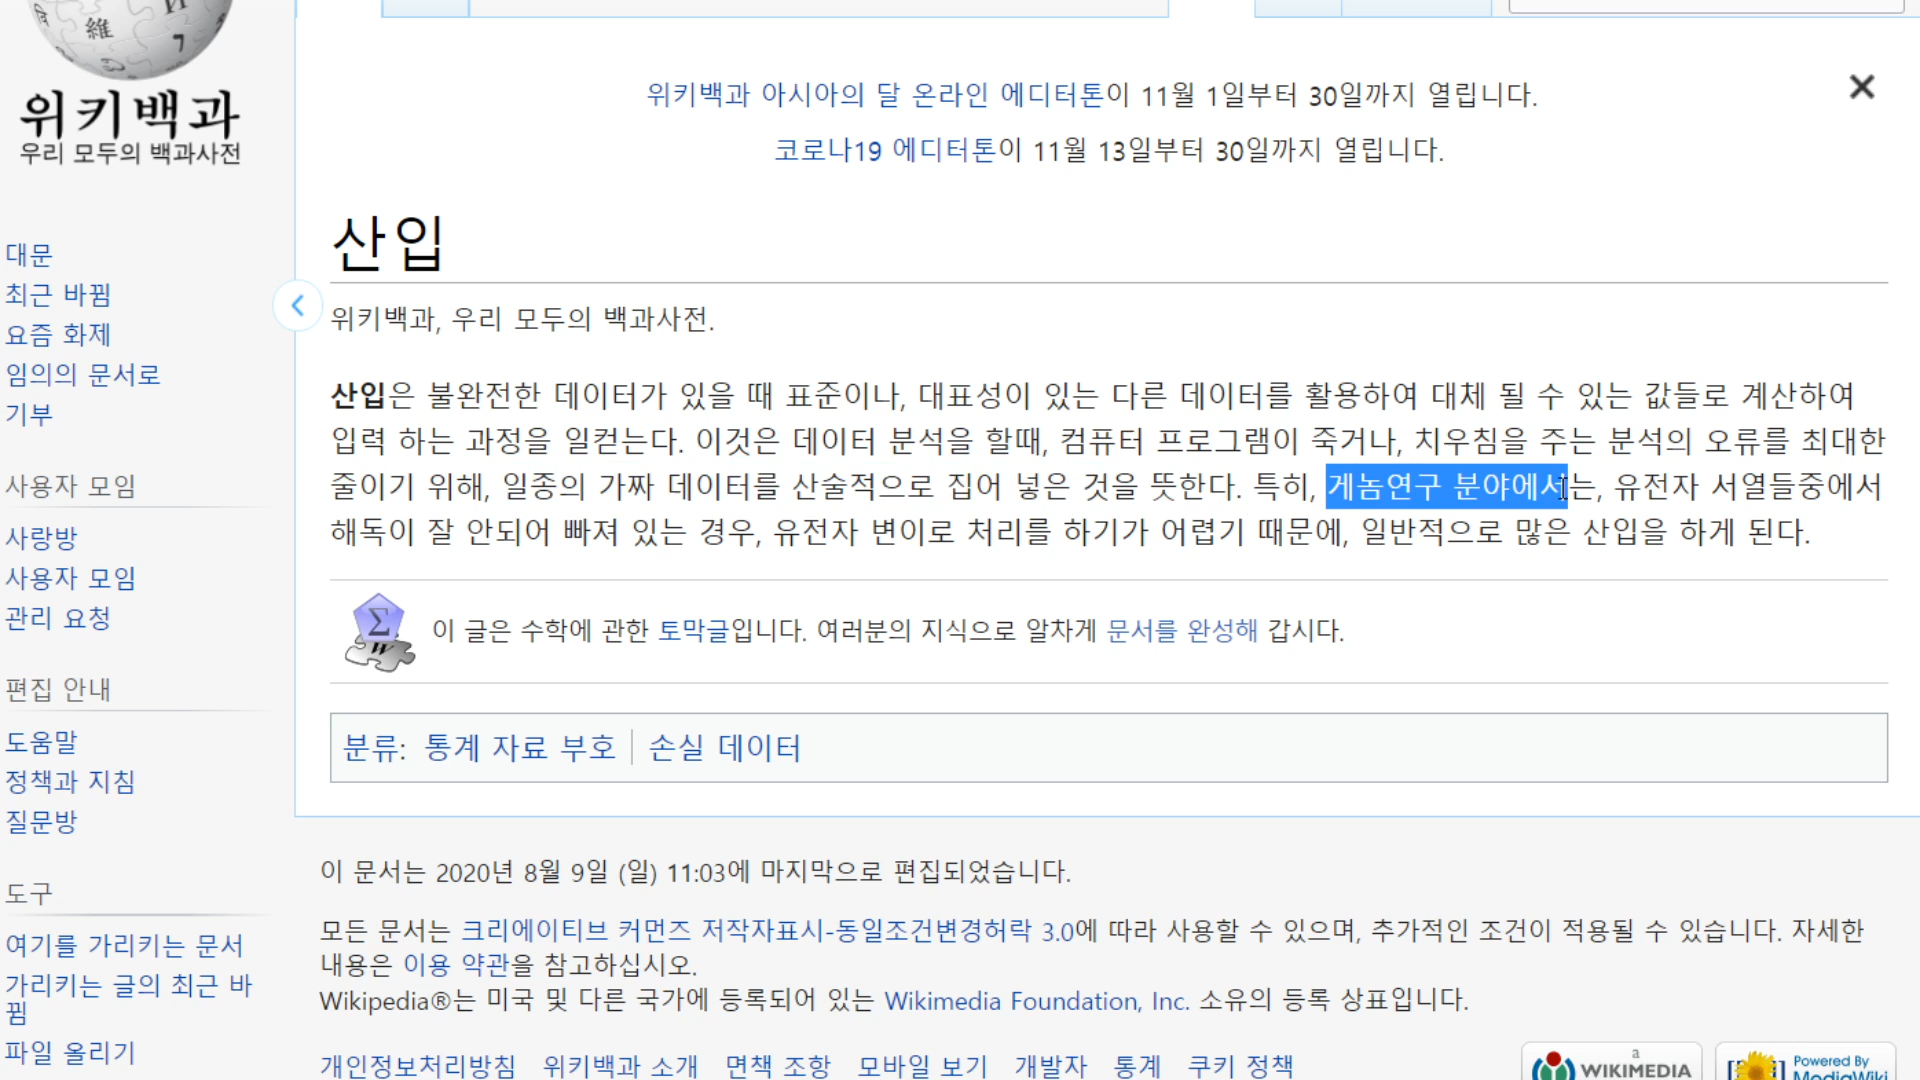 위키백과
우리 모두의 백과사전
대문
최근 바뀜
요즘 화제
임의의 문서로
기부
사용자 모임
사랑방
사용자 모임
관리 요청
편집 안내
도움말
정책과 지침
질문방
도구
여기를 가리키는 문서
가리키는 글의 최근 바
뀜
파일 올리기
위키백과 아시아의 달 온라인 에디터톤이 11월 1일부터 30일까지 열립니다.
코로나19 에디터톤이 11월 13일부터 30일까지 열립니다.
산입
위키백과, 우리 모두의 백과사전.
산입은 불완전한 데이터가 있을 때 표준이나, 대표성이 있는 다른 데이터를 활용하여 대체 될 수 있는 값들로 계산하여
입력 하는 과정을 일컫는다. 이것은 데이터 분석을 할때, 컴퓨터 프로그램이 죽거나, 치우침을 주는 분석의 오류를 최대한
줄이기 위해, 일종의 가짜 데이터를 산술적으로 집어 넣은 것을 뜻한다. 특히, 게놈연구 분야에서는, 유전자 서열들중에서
해독이 잘 안되어 빠져 있는 경우, 유전자 변이로 처리를 하기가 어렵기 때문에, 일반적으로 많은 산입을 하게 된다.
이 글은 수학에 관한 토막글입니다. 여러분의 지식으로 알차게 문서를 완성해 갑시다.
분류: 통계 자료 부호 | 손실 데이터
이 문서는 2020년 8월 9일 (일) 11:03에 마지막으로 편집되었습니다.
모든 문서는 크리에이티브 커먼즈 저작자표시-동일조건변경허락 3.0에 따라 사용할 수 있으며, 추가적인 조건이 적용될 수 있습니다. 자세한
내용은 이용 약관을 참고하십시오.
Wikipedia®는 미국 및 다른 국가에 등록되어 있는 Wikimedia Foundation, Inc. 소유의 등록 상표입니다.
개인정보처리방침 위키백과 소개 면책 조항 모바일 보기 개발자 통계 쿠키 정책
a
WIKIMEDIA
Powered By
MediaWiki